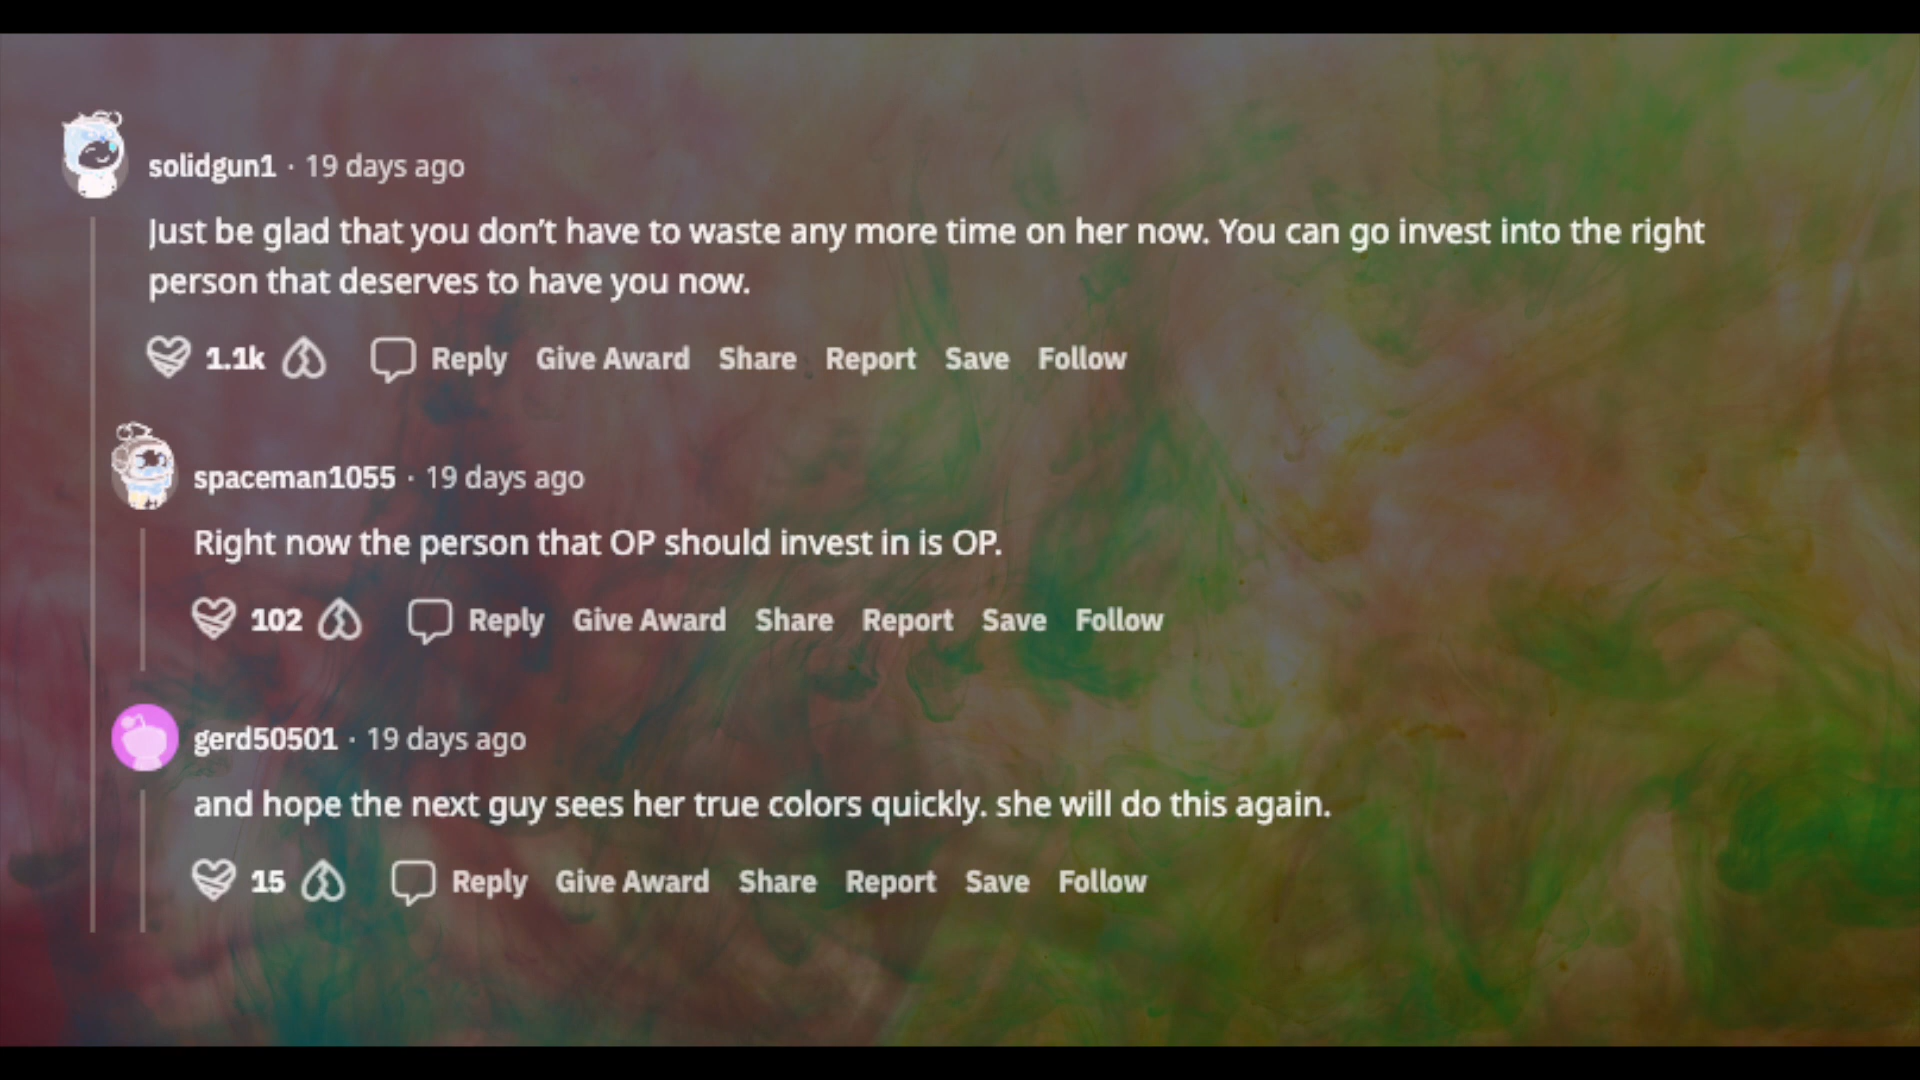 solidgun1 · 19 days ago
Just be glad that you don't have to waste any more time on her now. You can go invest into the right
person that deserves to have you now.
1.1k Reply Give Award Share Report Save Follow
spaceman1055 · 19 days ago
Right now the person that OP should invest in is OP.
102 Reply Give Award Share Report Save Follow
gerd50501 · 19 days ago
and hope the next guy sees her true colors quickly. she will do this again.
15 Reply Give Award Share Report Save Follow